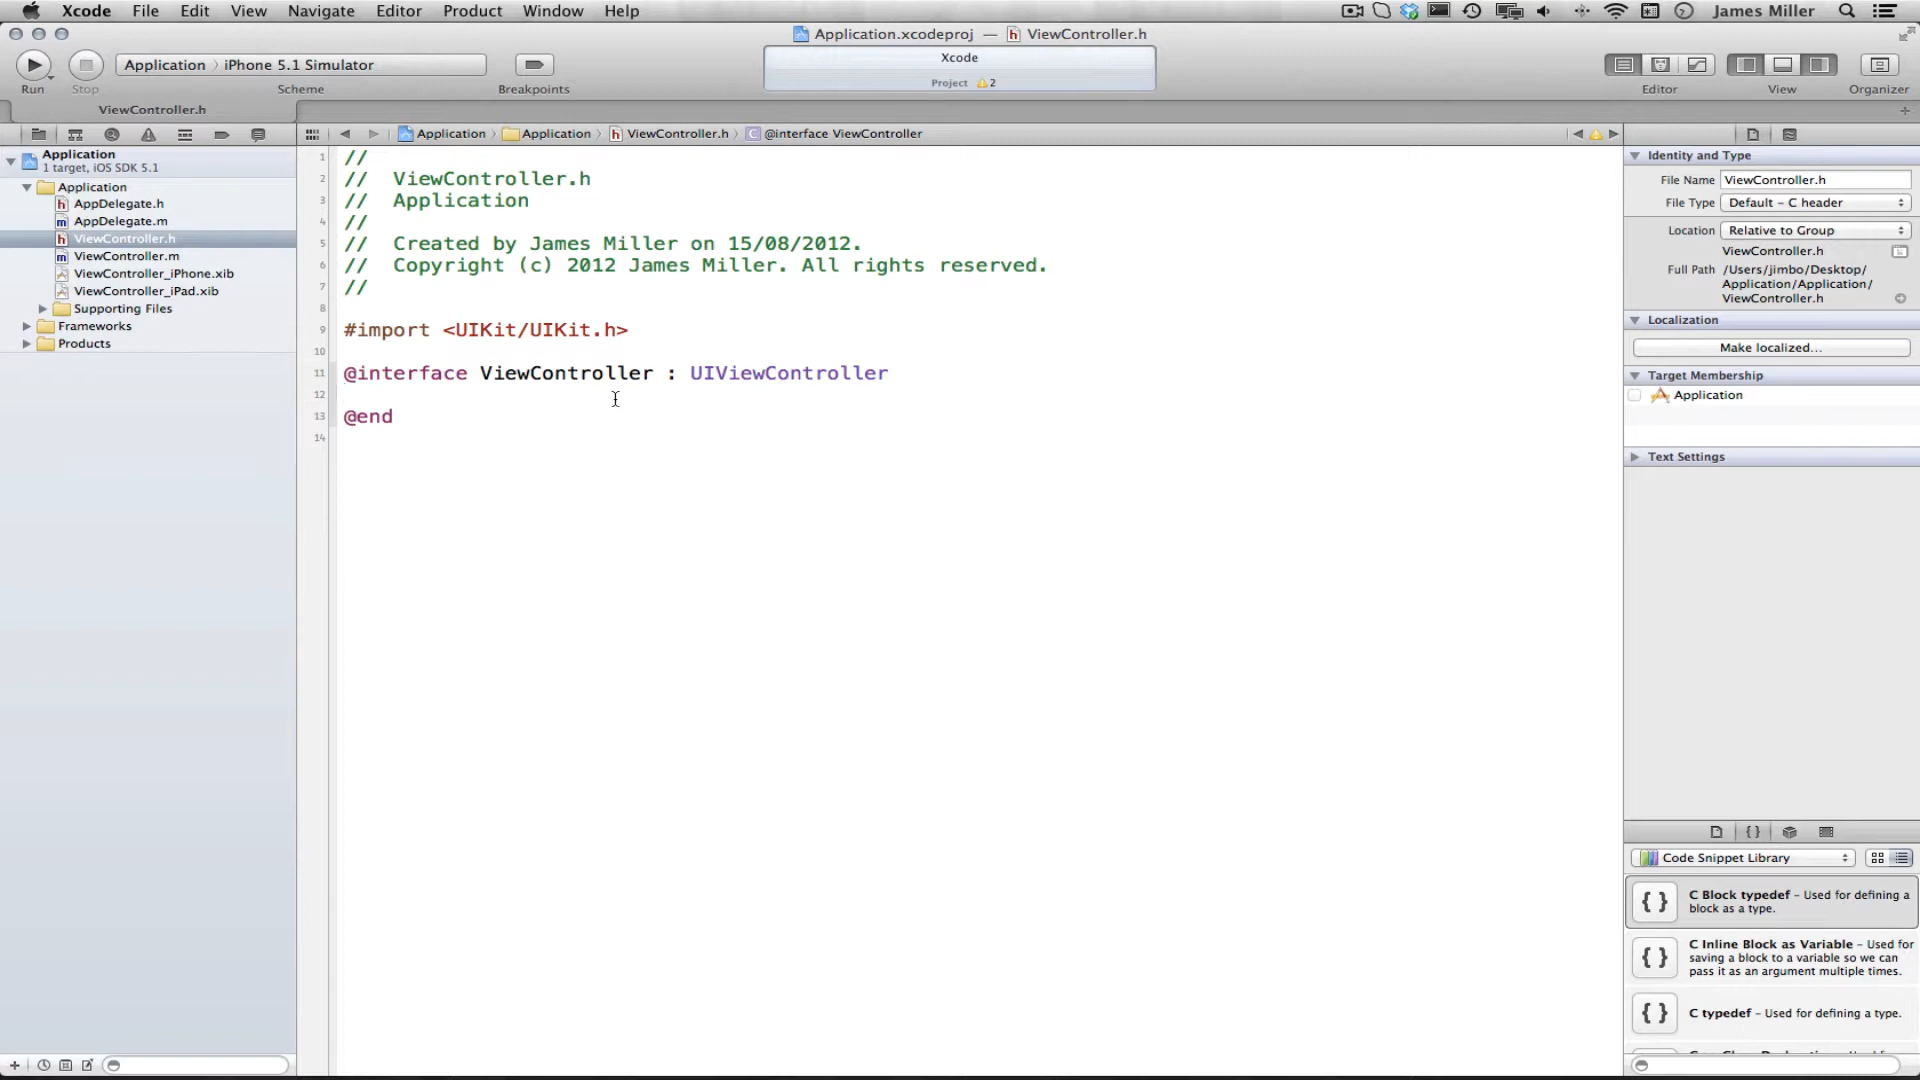 Xcode File Edit View Navigate Editor Product Window Help James Miller
Application.xcodeproj — ViewController.h
Application iPhone 5.1 Simulator
Xcode
Project 2
Run Stop Scheme Breakpoints Editor View Organizer
ViewController.h
Application Application ViewController.h @interface ViewController
Application
1 target, iOS SDK 5.1
Application
AppDelegate.h
AppDelegate.m
ViewController.h
ViewController.m
ViewController_iPhone.xib
ViewController_iPad.xib
Supporting Files
Frameworks
Products
1 //
2 // ViewController.h
3 // Application
4 //
5 // Created by James Miller on 15/08/2012.
6 // Copyright (c) 2012 James Miller. All rights reserved.
7 //
8
9 #import <UIKit/UIKit.h>
10
11 @interface ViewController : UIViewController
12
13 @end
14
Identity and Type
File Name ViewController.h
File Type Default - C header
Location Relative to Group
ViewController.h
Full Path /Users/jimbo/Desktop/
Application/Application/
ViewController.h
Localization
Make localized...
Target Membership
Application
Text Settings
{ }
Code Snippet Library
{ } C Block typedef - Used for defining a
block as a type.
{ } C Inline Block as Variable - Used for
saving a block to a variable so we can
pass it as an argument multiple times.
{ } C typedef - Used for defining a type.